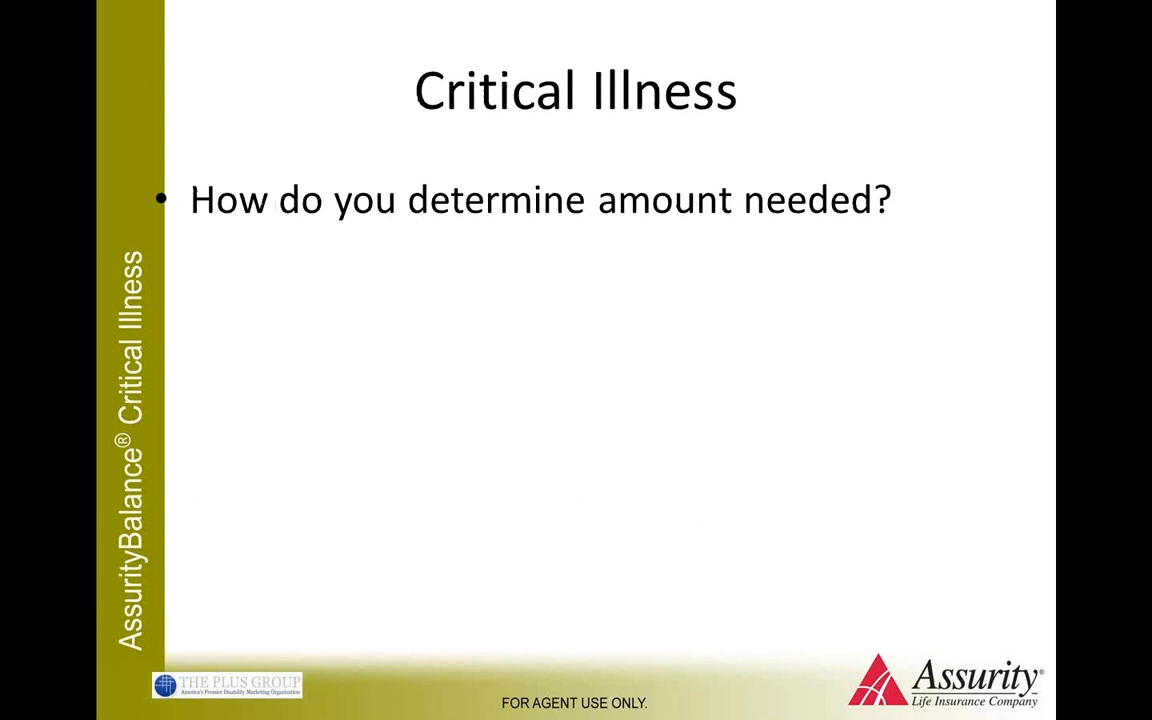 Critical Illness
• How do you determine amount needed?
AssurityBalance® Critical Illness
THE PLUS GROUP
America's Premier Disability Marketing Organization
FOR AGENT USE ONLY.
Assurity®
Life Insurance Company